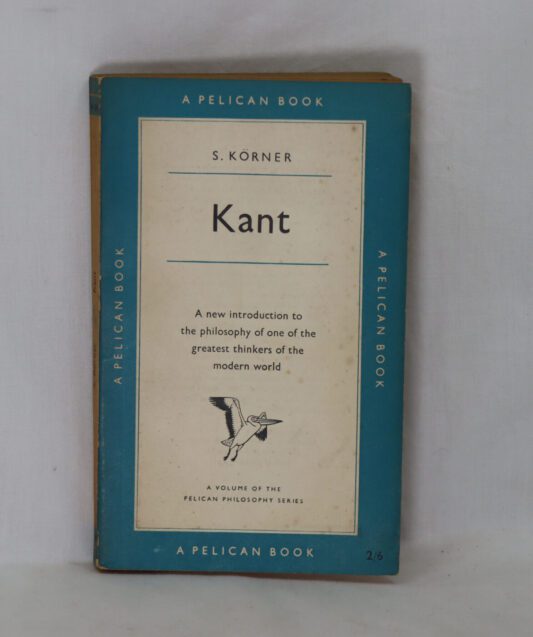 A PELICAN BOOK
S. KÖRNER
Kant
A new introduction to
the philosophy of one of the
greatest thinkers of the
modern world
A VOLUME OF THE
PELICAN PHILOSOPHY SERIES
A PELICAN BOOK
A PELICAN BOOK
A PELICAN BOOK
2/6